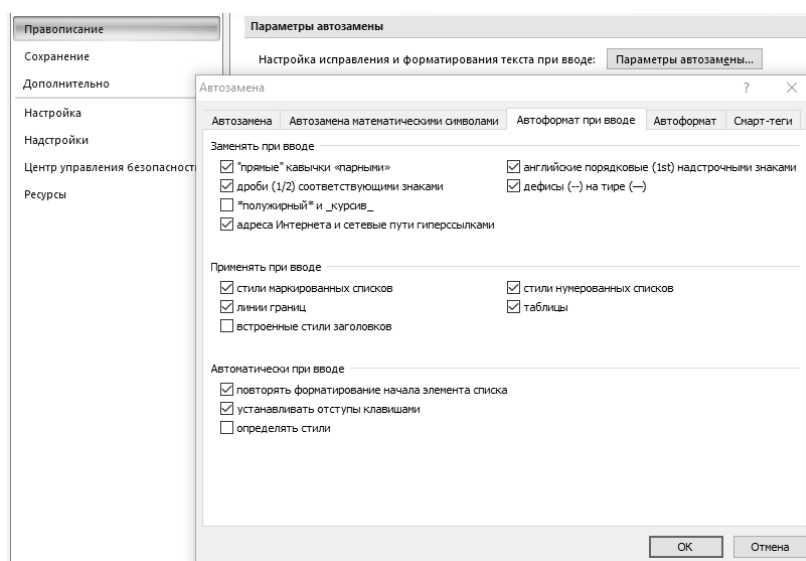 Правописание
Сохранение
Дополнительно
Настройка
Надстройки
Центр управления безопасност
Ресурсы
Параметры автозамены
Настройка исправления и форматирования текста при вводе: Параметры автозамены...
Автозамена ? ×
Автозамена Автозамена математическими символами Автоформат при вводе Автоформат Смарт-теги
Заменять при вводе
"прямые" кавычки «парными» английские порядковые (1st) надстрочными знаками
дроби (1/2) соответствующими знаками дефисы (--) на тире (—)
*полужирный* и _курсив_
адреса Интернета и сетевые пути гиперссылками
Применять при вводе
стили маркированных списков стили нумерованных списков
линии границ таблицы
встроенные стили заголовков
Автоматически при вводе
повторять форматирование начала элемента списка
устанавливать отступы клавишами
определять стили
ОК Отмена